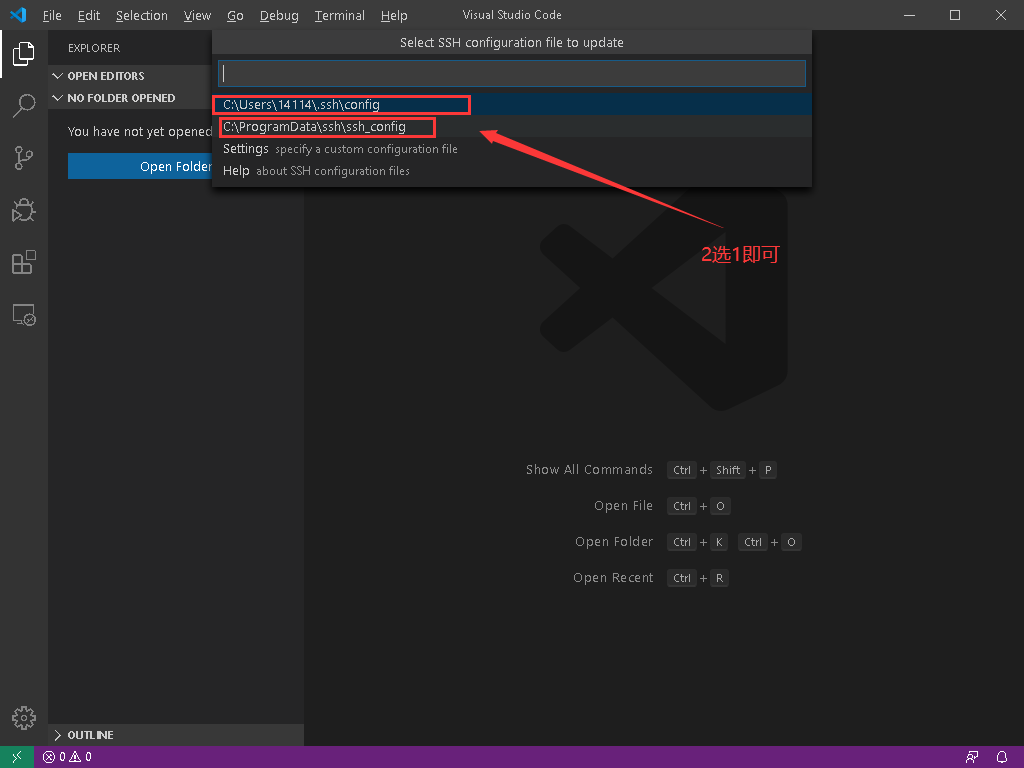 File Edit Selection View Go Debug Terminal Help Visual Studio Code
EXPLORER
OPEN EDITORS
NO FOLDER OPENED
You have not yet opened
Open Folder
Select SSH configuration file to update
C:\Users\14114\.ssh\config
C:\ProgramData\ssh\ssh_config
Settings specify a custom configuration file
Help about SSH configuration files
2选1即可
Show All Commands Ctrl + Shift + P
Open File Ctrl + O
Open Folder Ctrl + K Ctrl + O
Open Recent Ctrl + R
OUTLINE
0 0